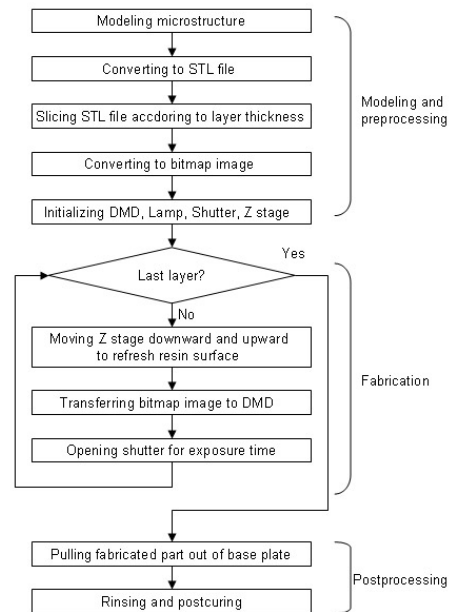 Modeling microstructure
Converting to STL file
Slicing STL file accdoring to layer thickness
Converting to bitmap image
Initializing DMD, Lamp, Shutter, Z stage
Modeling and
preprocessing
Last layer?
Yes
No
Moving Z stage downward and upward
to refresh resin surface
Transferring bitmap image to DMD
Opening shutter for exposure time
Fabrication
Pulling fabricated part out of base plate
Rinsing and postcuring
Postprocessing